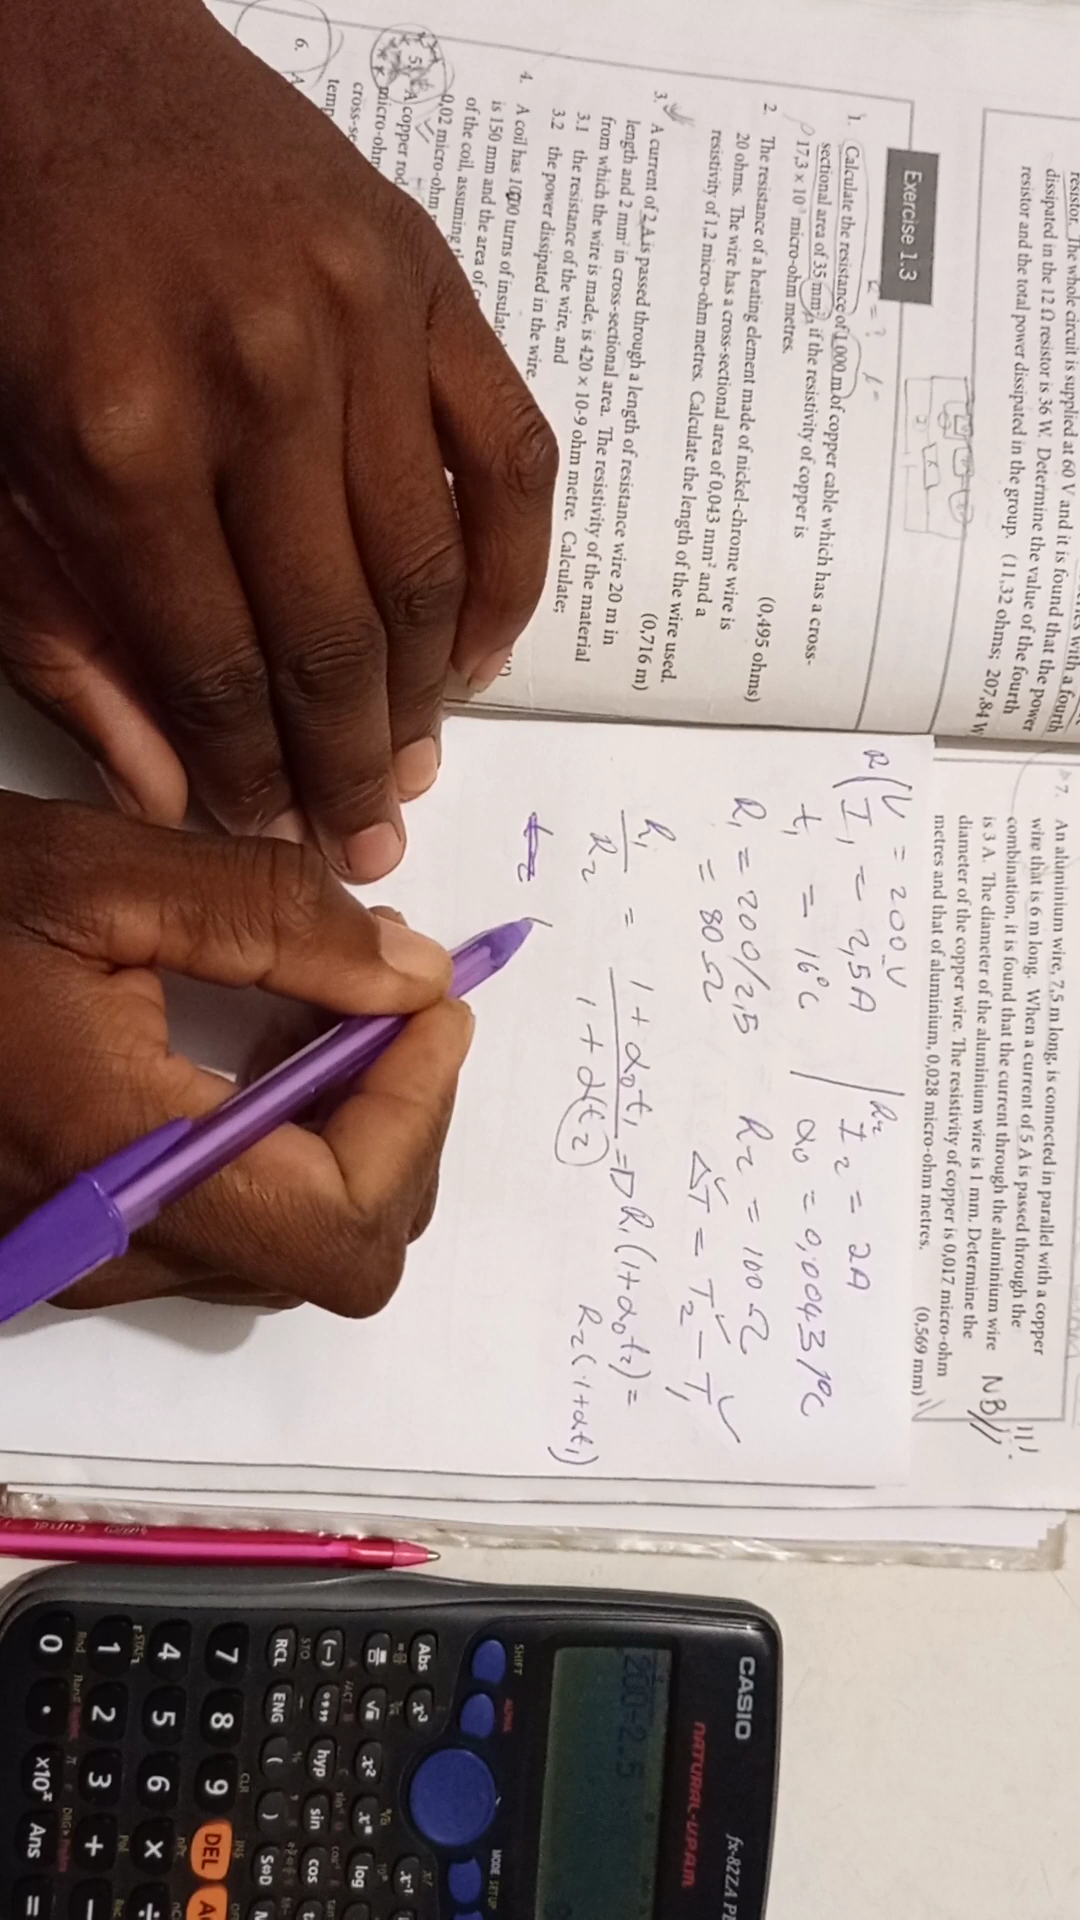 resistor. The whole circuit is supplied at 60 V and it is found that the power
dissipated in the 12 Ω resistor is 36 W. Determine the value of the fourth
resistor and the total power dissipated in the group. (11,32 ohms; 207,84 W
Exercise 1.3
R = ? l =
1. Calculate the resistance of 1 000 m of copper cable which has a cross-
sectional area of 35 mm², if the resistivity of copper is
ρ 17,3 × 10⁻³ micro-ohm metres.
(0,495 ohms)
2. The resistance of a heating element made of nickel-chrome wire is
20 ohms. The wire has a cross-sectional area of 0,043 mm² and a
resistivity of 1,2 micro-ohm metres. Calculate the length of the wire used.
(0,716 m)
3. A current of 2 A is passed through a length of resistance wire 20 m in
length and 2 mm² in cross-sectional area. The resistivity of the material
from which the wire is made, is 420 × 10-9 ohm metre. Calculate;
3.1 the resistance of the wire, and
3.2 the power dissipated in the wire.
4. A coil has 1000 turns of
is 150 mm and the area of
of the coil, assuming
0,02 micro-ohm
5. A copper rod
micro-ohm
cross-se
temp
6. A
7. An aluminium wire, 7,5 m long, is connected in parallel with a copper
wire that is 6 m long. When a current of 5 A is passed through the
combination, it is found that the current through the aluminium wire
is 3 A. The diameter of the aluminium wire is 1 mm. Determine the
diameter of the copper wire. The resistivity of copper is 0,017 micro-ohm
metres and that of aluminium, 0,028 micro-ohm metres.
(0,569 mm)
NB//
V = 200V
R I₁ = 2,5A R₂ I₂ = 2A
t₁ = 16°C α₀ = 0,0043/°C
R₁ = 200/2,5 R₂ = 100Ω
= 80Ω ΔT = T₂ - T₁
R₁/R₂ = 1 + α₀t₁ / 1 + αt₂ => R₁(1+α₀t₂) =
R₂(1+αt₁)
CASIO
fx-82ZA PL
NATURAL-V.P.A.M.
200÷2.5
SHIFT
ALPHA
MODE SETUP
Abs x³ x⁻¹
√ x² log
(-) hyp sin cos
STO
RCL ENG ( ) S⇔D
7 8 9 DEL A
4 5 6 × ÷
1 2 3 + −
0 • ×10ˣ Ans =